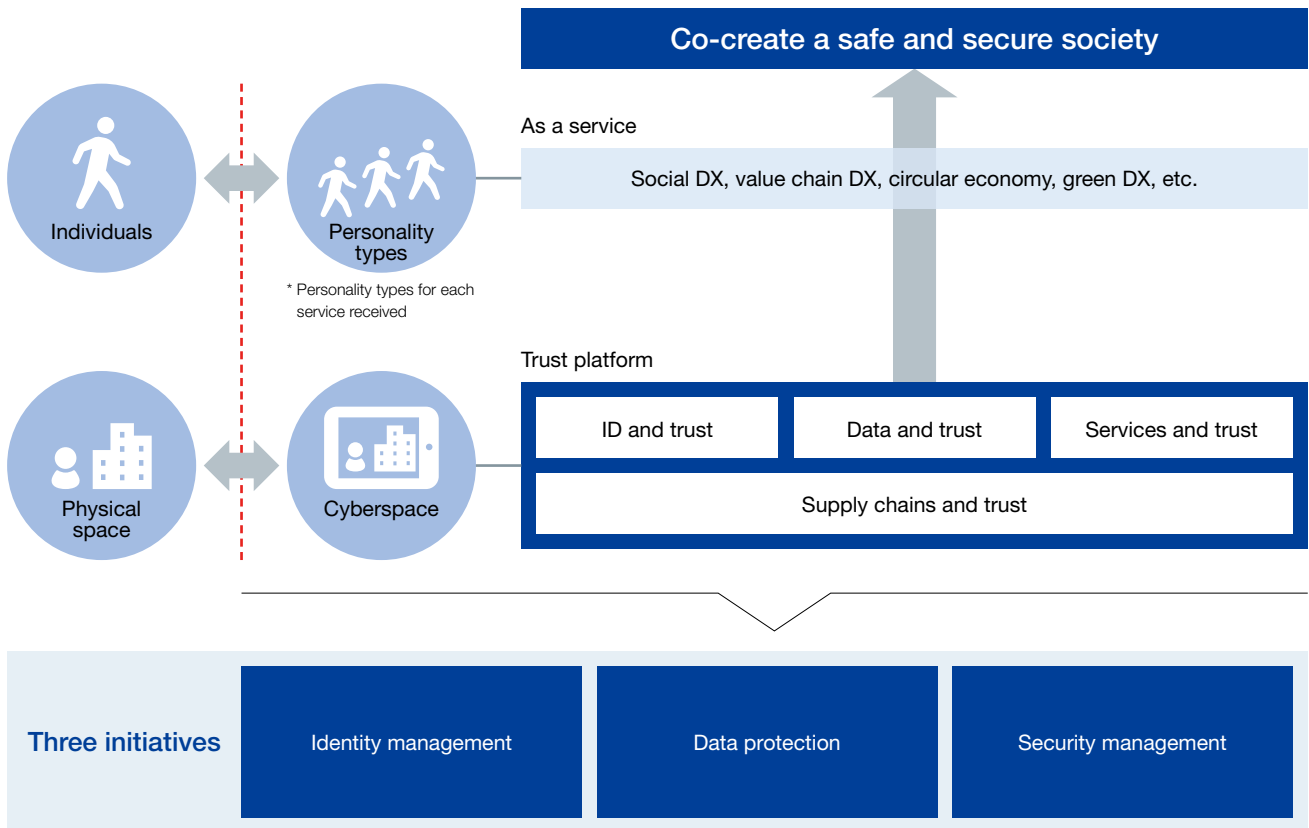 Co-create a safe and secure society
Individuals
Personality
types
* Personality types for each
service received
As a service
Social DX, value chain DX, circular economy, green DX, etc.
Physical
space
Cyberspace
Trust platform
ID and trust
Data and trust
Services and trust
Supply chains and trust
Three initiatives
Identity management
Data protection
Security management